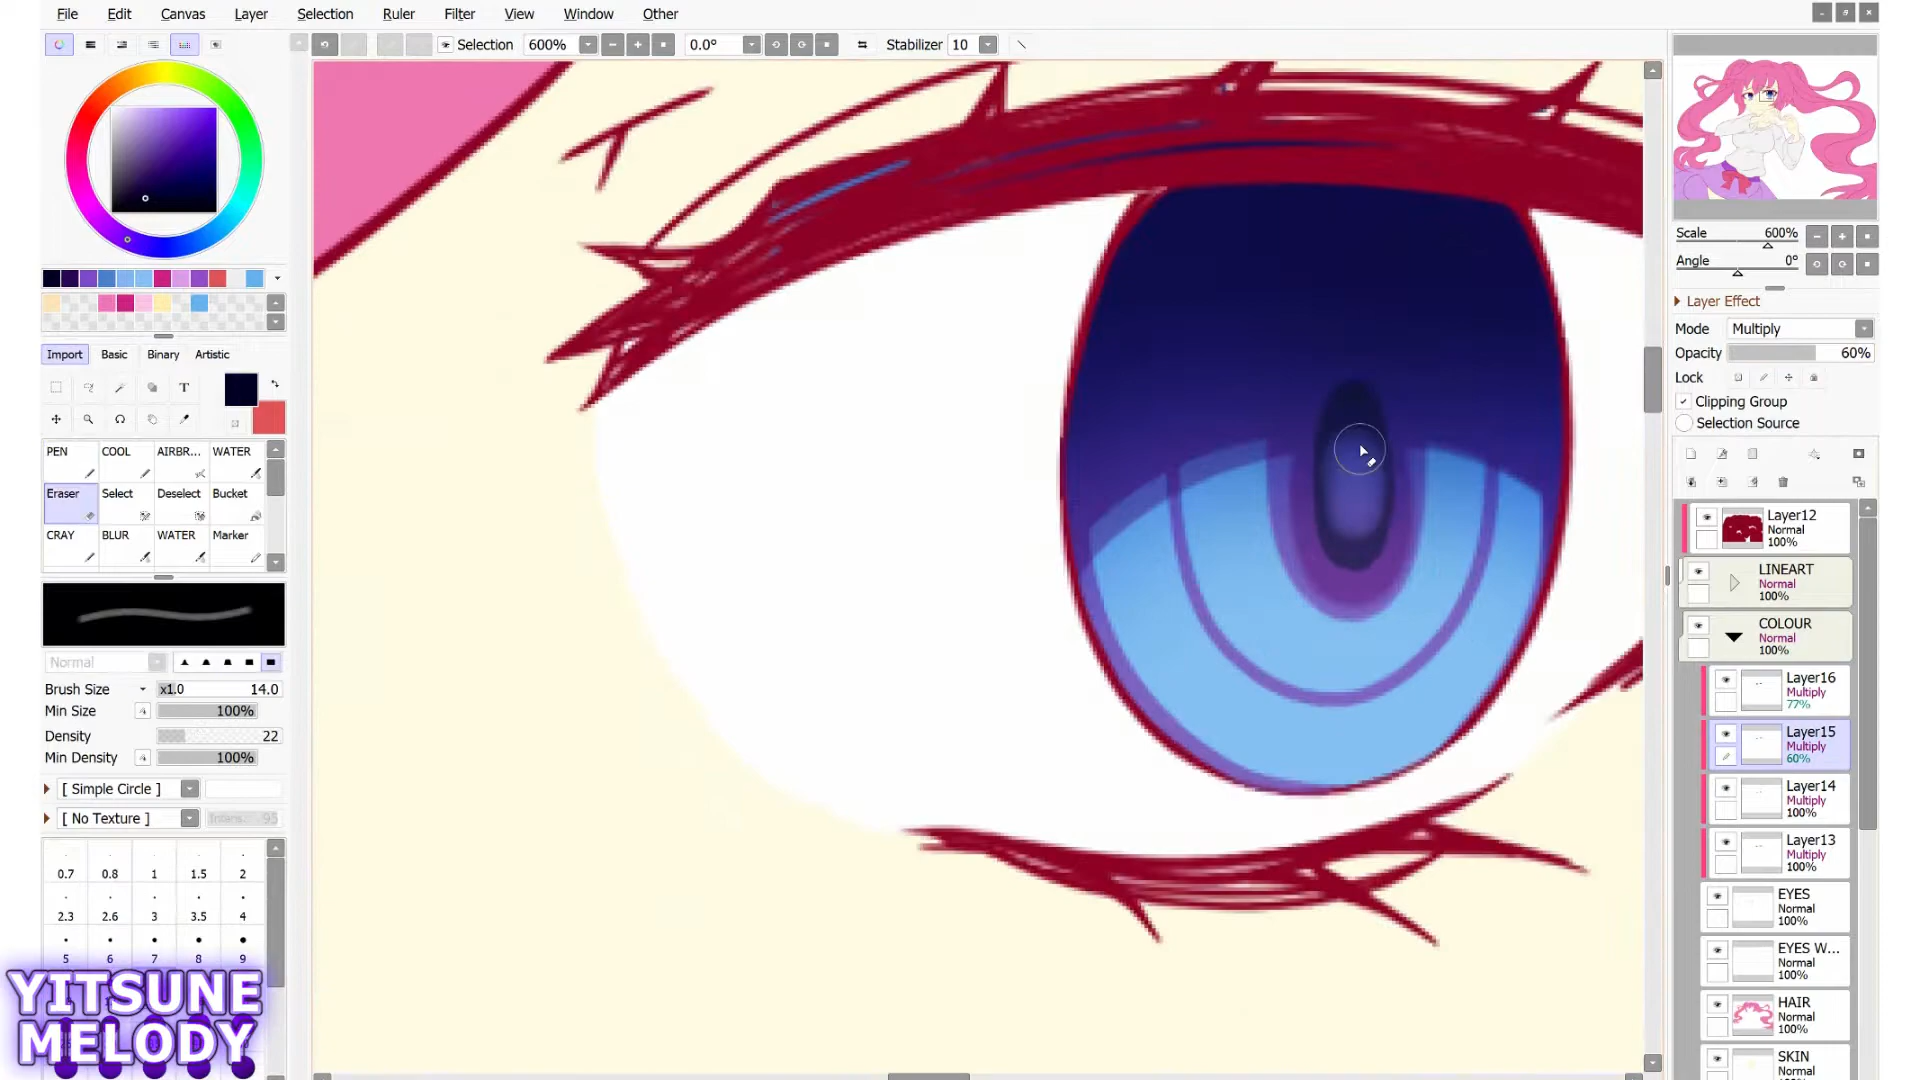 File Edit Canvas Layer Selection Ruler Filter View Window Other
Selection 600% 0.0° Stabilizer 10
Scale 600%
Angle 0°
Layer Effect
Mode Multiply
Opacity 60%
Lock
Clipping Group
Selection Source
Import Basic Binary Artistic
T
PEN COOL AIRBR... WATER
Eraser Select Deselect Bucket
CRAY BLUR WATER Marker
Normal
Brush Size x1.0 14.0
Min Size 100%
Density 22
Min Density 100%
[ Simple Circle ]
[ No Texture ] Intens.. 95
0.7 0.8 1 1.5 2
2.3 2.6 3 3.5 4
5 6 7 8 9
YITSUNE
MELODY
Layer12
Normal
100%
LINEART
Normal
100%
COLOUR
Normal
100%
Layer16
Multiply
77%
Layer15
Multiply
60%
Layer14
Multiply
100%
Layer13
Multiply
100%
EYES
Normal
100%
EYES W...
Normal
100%
HAIR
Normal
100%
SKIN
Normal